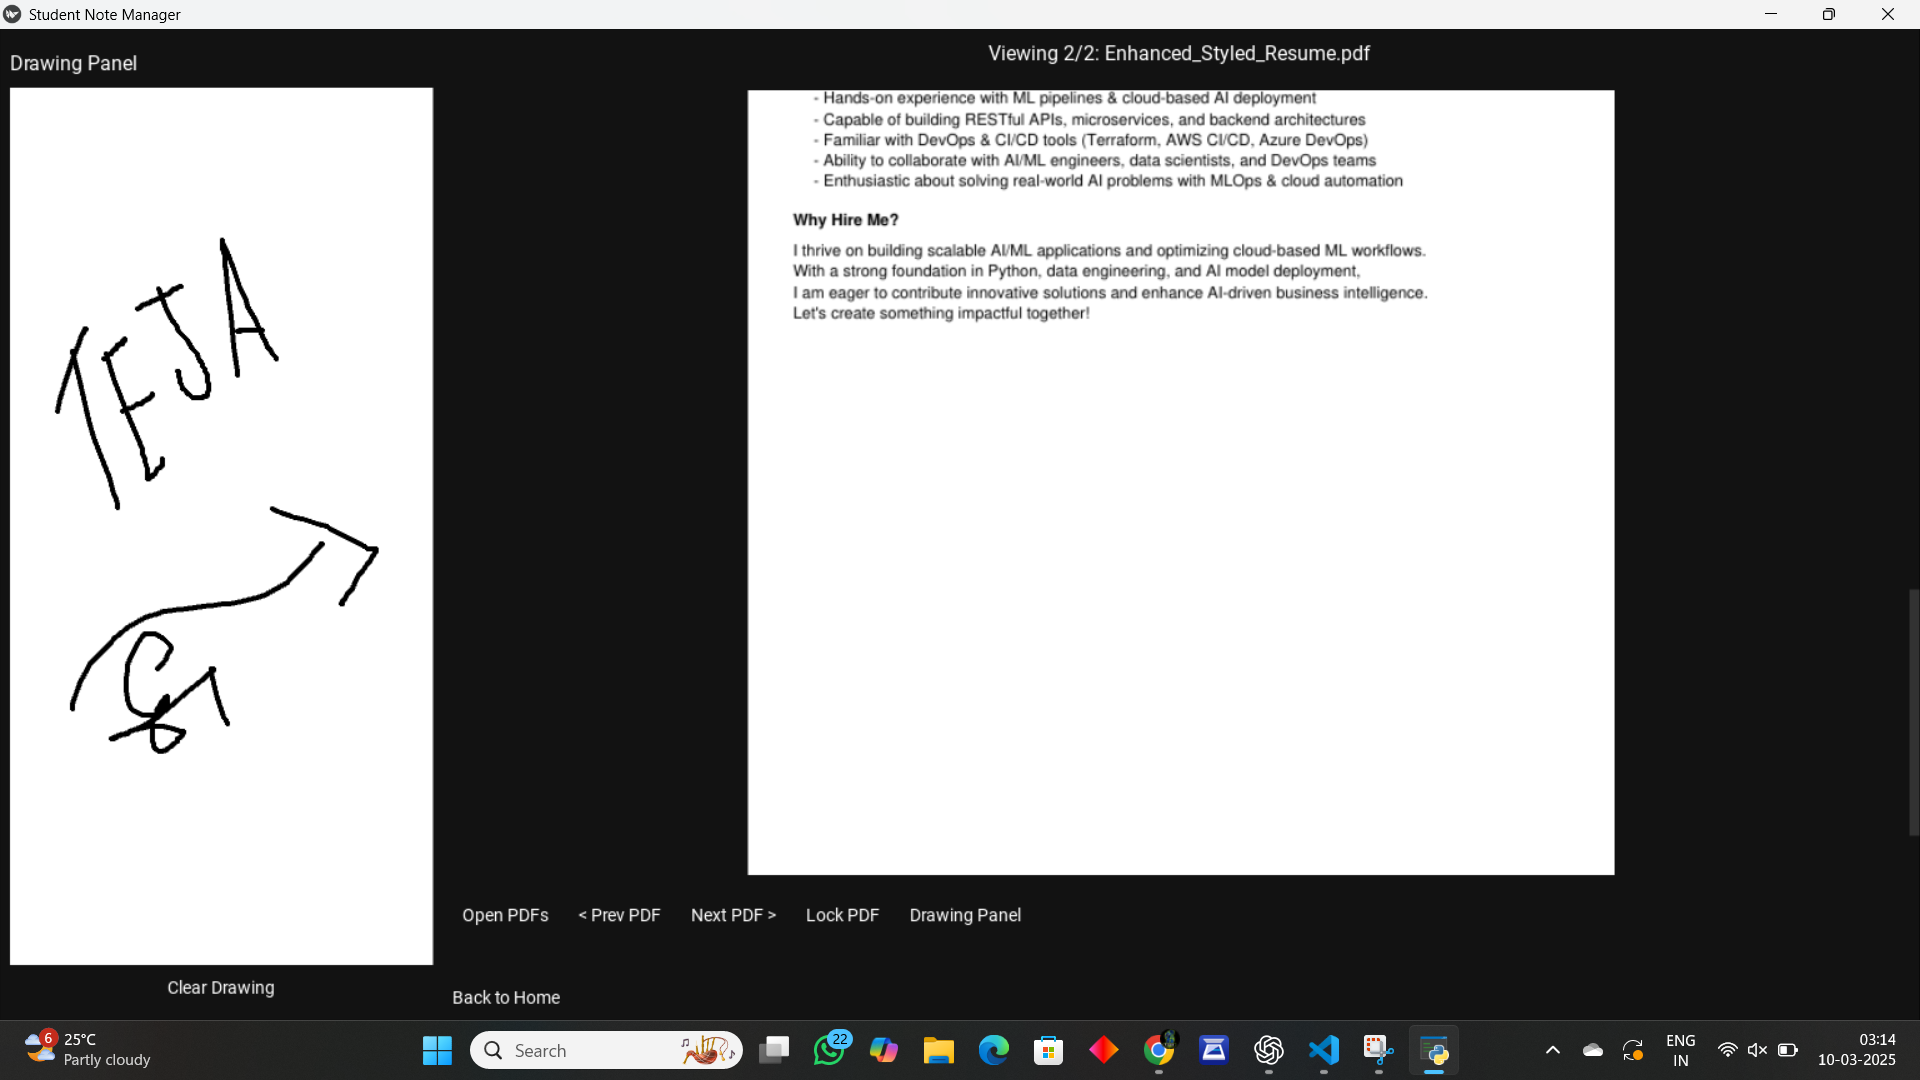 Student Note Manager
Drawing Panel
Viewing 2/2: Enhanced_Styled_Resume.pdf
- Hands-on experience with ML pipelines & cloud-based AI deployment
- Capable of building RESTful APIs, microservices, and backend architectures
- Familiar with DevOps & CI/CD tools (Terraform, AWS CI/CD, Azure DevOps)
- Ability to collaborate with AI/ML engineers, data scientists, and DevOps teams
- Enthusiastic about solving real-world AI problems with MLOps & cloud automation
Why Hire Me?
I thrive on building scalable AI/ML applications and optimizing cloud-based ML workflows.
With a strong foundation in Python, data engineering, and AI model deployment,
I am eager to contribute innovative solutions and enhance AI-driven business intelligence.
Let's create something impactful together!
TEJA
Open PDFs < Prev PDF Next PDF > Lock PDF Drawing Panel
Clear Drawing
Back to Home
6
25°C
Partly cloudy
Search
22
ENG
IN
03:14
10-03-2025